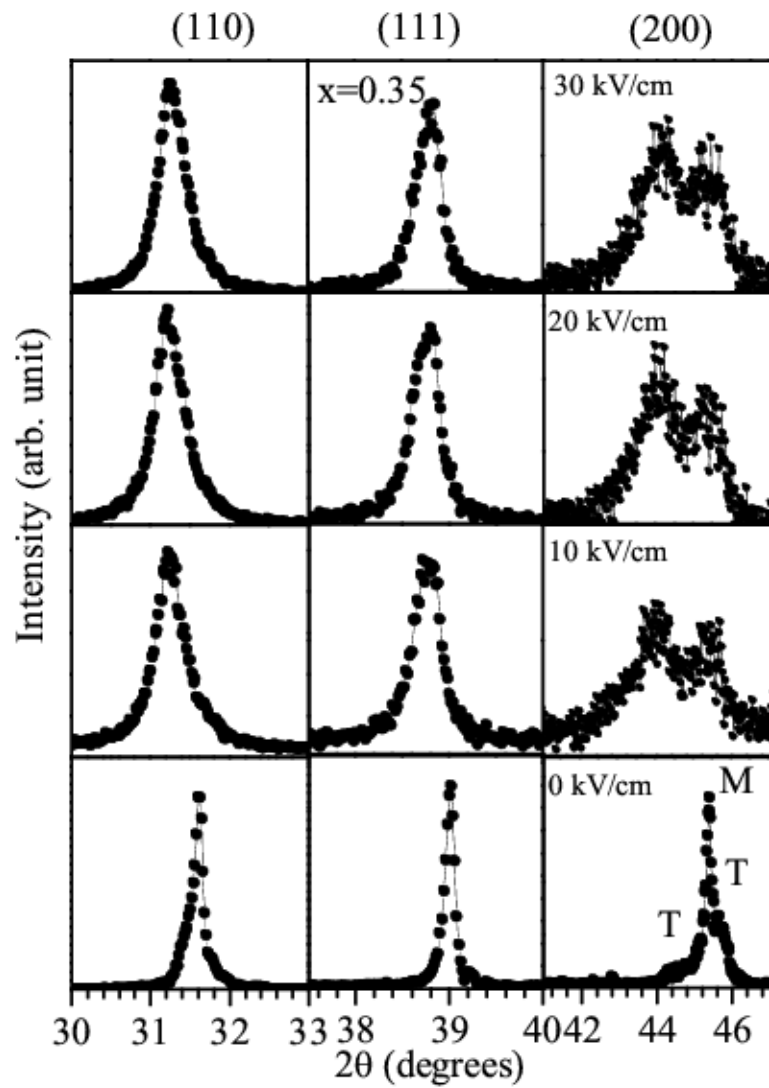 (110) (111) (200)
x=0.35
30 kV/cm
20 kV/cm
10 kV/cm
0 kV/cm
M
T
T
Intensity (arb. unit)
30 31 32 33 38 39 40 42 44 46
2θ (degrees)